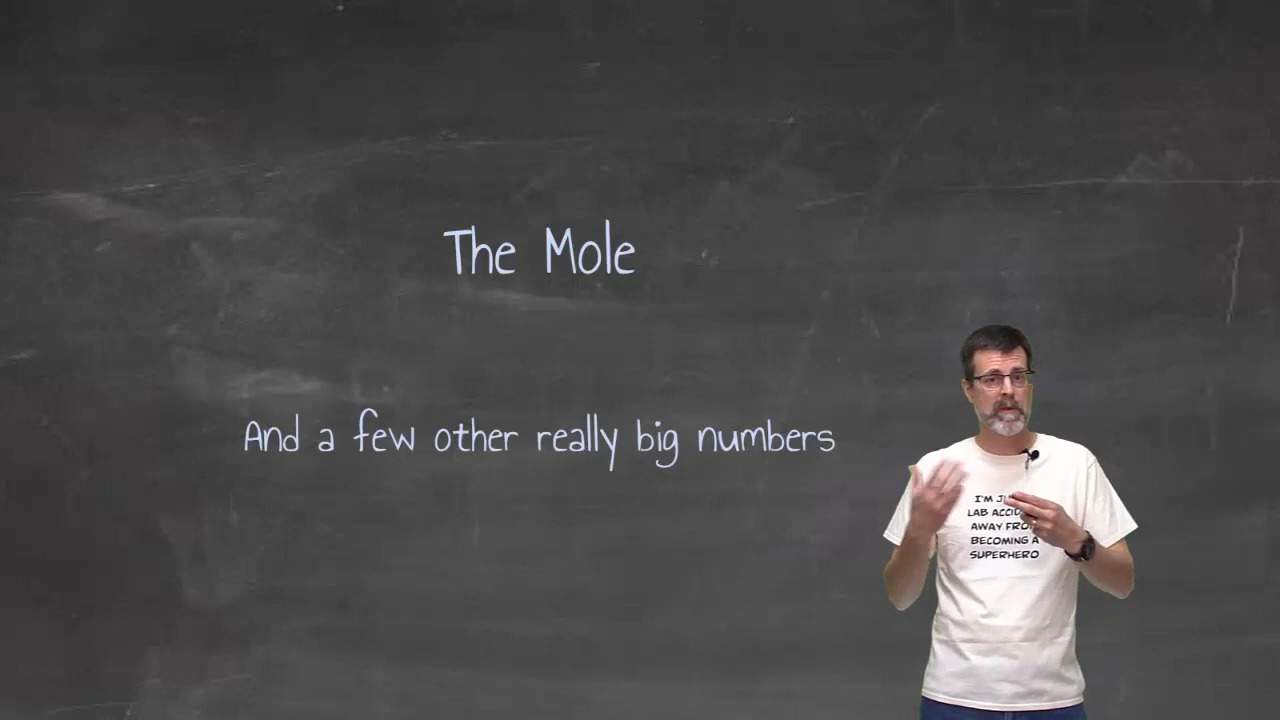 The Mole
And a few other really big numbers
I'M
LAB
AWAY
BECOMING A
SUPERHERO